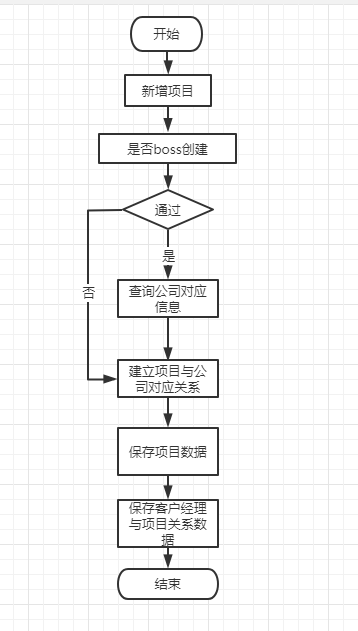 开始
新增项目
是否boss创建
通过
是
否
查询公司对应
信息
建立项目与公
司对应关系
保存项目数据
保存客户经理
与项目关系数
据
结束